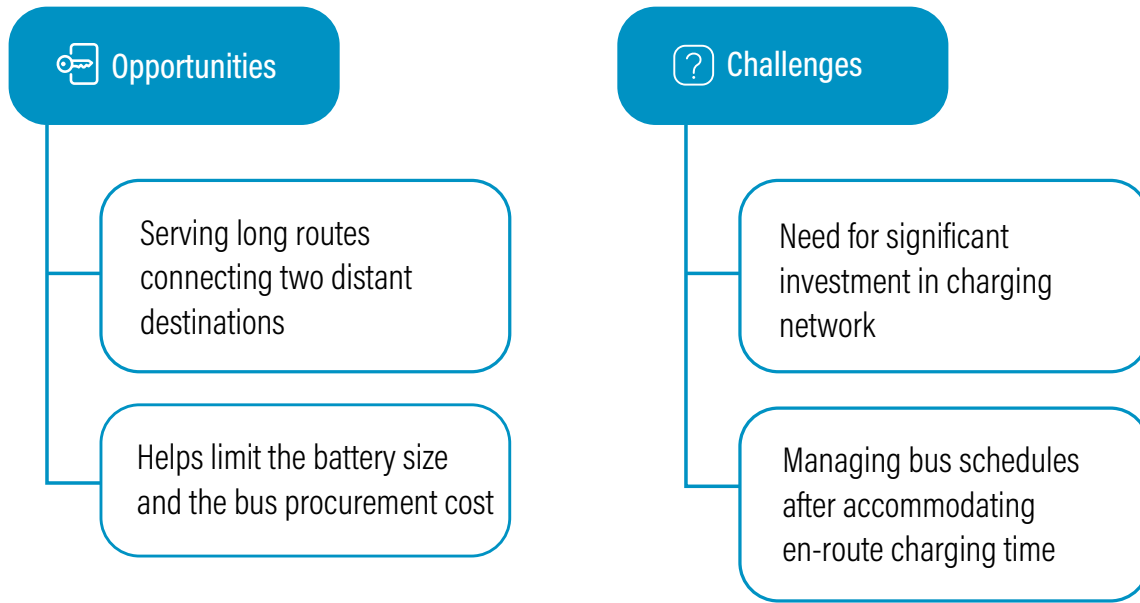 Opportunities
Serving long routes
connecting two distant
destinations
Helps limit the battery size
and the bus procurement cost
Challenges
Need for significant
investment in charging
network
Managing bus schedules
after accommodating
en-route charging time